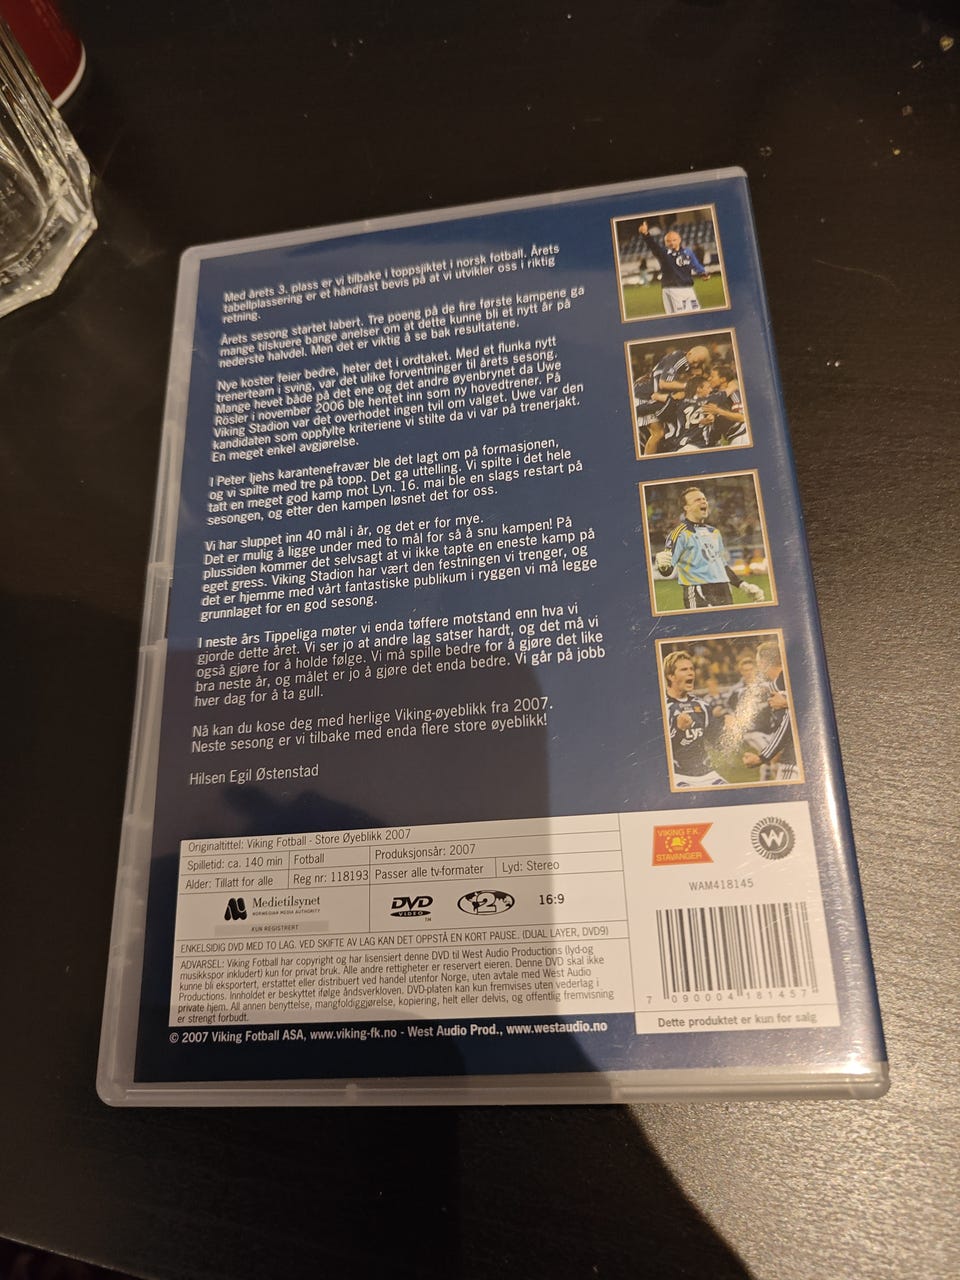 Med årets 3. plass er vi tilbake i toppsjiktet i norsk fotball. Årets
tabellplassering er et håndfast bevis på at vi utvikler oss i riktig
retning.
Årets sesong startet labert. Tre poeng på de fire første kampene ga
mange tilskuere bange anelser om at dette kunne bli et nytt år på
nederste halvdel. Men det er viktig å se bak resultatene.
Nye koster feier bedre, heter det i ordtaket. Med et flunka nytt
trenerteam i sving, var det ulike forventninger til årets sesong.
Mange hevet både på det ene og det andre øyenbrynet da Uwe
Rösler i november 2006 ble hentet inn som ny hovedtrener. På
Viking Stadion var det overhodet ingen tvil om valget. Uwe var den
kandidaten som oppfylte kriteriene vi stilte da vi var på trenerjakt.
En meget enkel avgjørelse.
I Peter Ijehs karantenefravær ble det lagt om på formasjonen,
og vi spilte med tre på topp. Det ga uttelling. Vi spilte i det hele
tatt en meget god kamp mot Lyn. 16. mai ble en slags restart på
sesongen, og etter den kampen løsnet det for oss.
Vi har sluppet inn 40 mål i år, og det er for mye.
Det er mulig å ligge under med to mål for så å snu kampen! På
plussiden kommer det selvsagt at vi ikke tapte en eneste kamp på
eget gress. Viking Stadion har vært den festningen vi trenger, og
det er hjemme med vårt fantastiske publikum i ryggen vi må legge
grunnlaget for en god sesong.
I neste års Tippeliga møter vi enda tøffere motstand enn hva vi
gjorde dette året. Vi ser jo at andre lag satser hardt, og det må vi
også gjøre for å holde følge. Vi må spille bedre for å gjøre det like
bra neste år, og målet er jo å gjøre det enda bedre. Vi går på jobb
hver dag for å ta gull.
Nå kan du kose deg med herlige Viking-øyeblikk fra 2007.
Neste sesong er vi tilbake med enda flere store øyeblikk!
Hilsen Egil Østenstad
Originaltittel: Viking Fotball - Store Øyeblikk 2007
Spilletid: ca. 140 min Fotball Produksjonsår: 2007
Alder: Tillatt for alle Reg nr: 118193 Passer alle tv-formater Lyd: Stereo
Medietilsynet
NORWEGIAN MEDIA AUTHORITY
KUN REGISTRERT
DVD
VIDEO
TM
2
16:9
ENKELSIDIG DVD MED TO LAG. VED SKIFTE AV LAG KAN DET OPPSTÅ EN KORT PAUSE. (DUAL LAYER, DVD9)
ADVARSEL: Viking Fotball har copyright og har lisensiert denne DVD til West Audio Productions (lyd-og
musikkspor inkludert) kun for privat bruk. Alle andre rettigheter er reservert eieren. Denne DVD skal ikke
kunne bli eksportert, erstattet eller distribuert ved handel utenfor Norge, uten avtale med West Audio
Productions. Innholdet er beskyttet ifølge åndsverkloven. DVD-platen kan fremvises uten vederlag i
private hjem. All annen benyttelse, mangfoldiggjørelse, kopiering, helt eller delvis, og offentlig fremvisning
er strengt forbudt.
© 2007 Viking Fotball ASA, www.viking-fk.no - West Audio Prod., www.westaudio.no
VIKING F.K.
1899
STAVANGER
W
WAM418145
7 090004 181457
Dette produktet er kun for salg
Lys
16